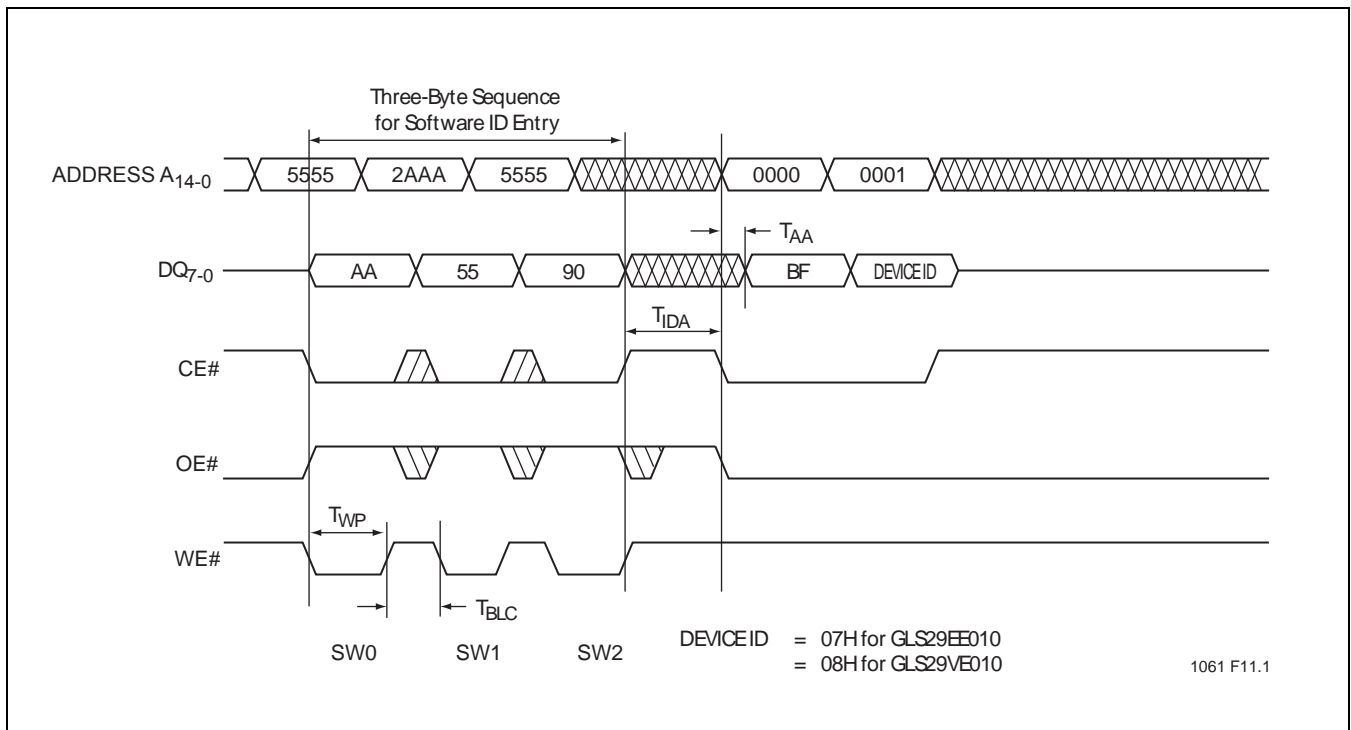 Three-Byte Sequence
for Software ID Entry
ADDRESS A14-0
5555
2AAA
5555
0000
0001
TAA
DQ7-0
AA
55
90
BF
DEVICE ID
TIDA
CE#
OE#
TWP
WE#
TBLC
SW0
SW1
SW2
DEVICE ID = 07H for GLS29EE010
= 08H for GLS29VE010
1061 F11.1